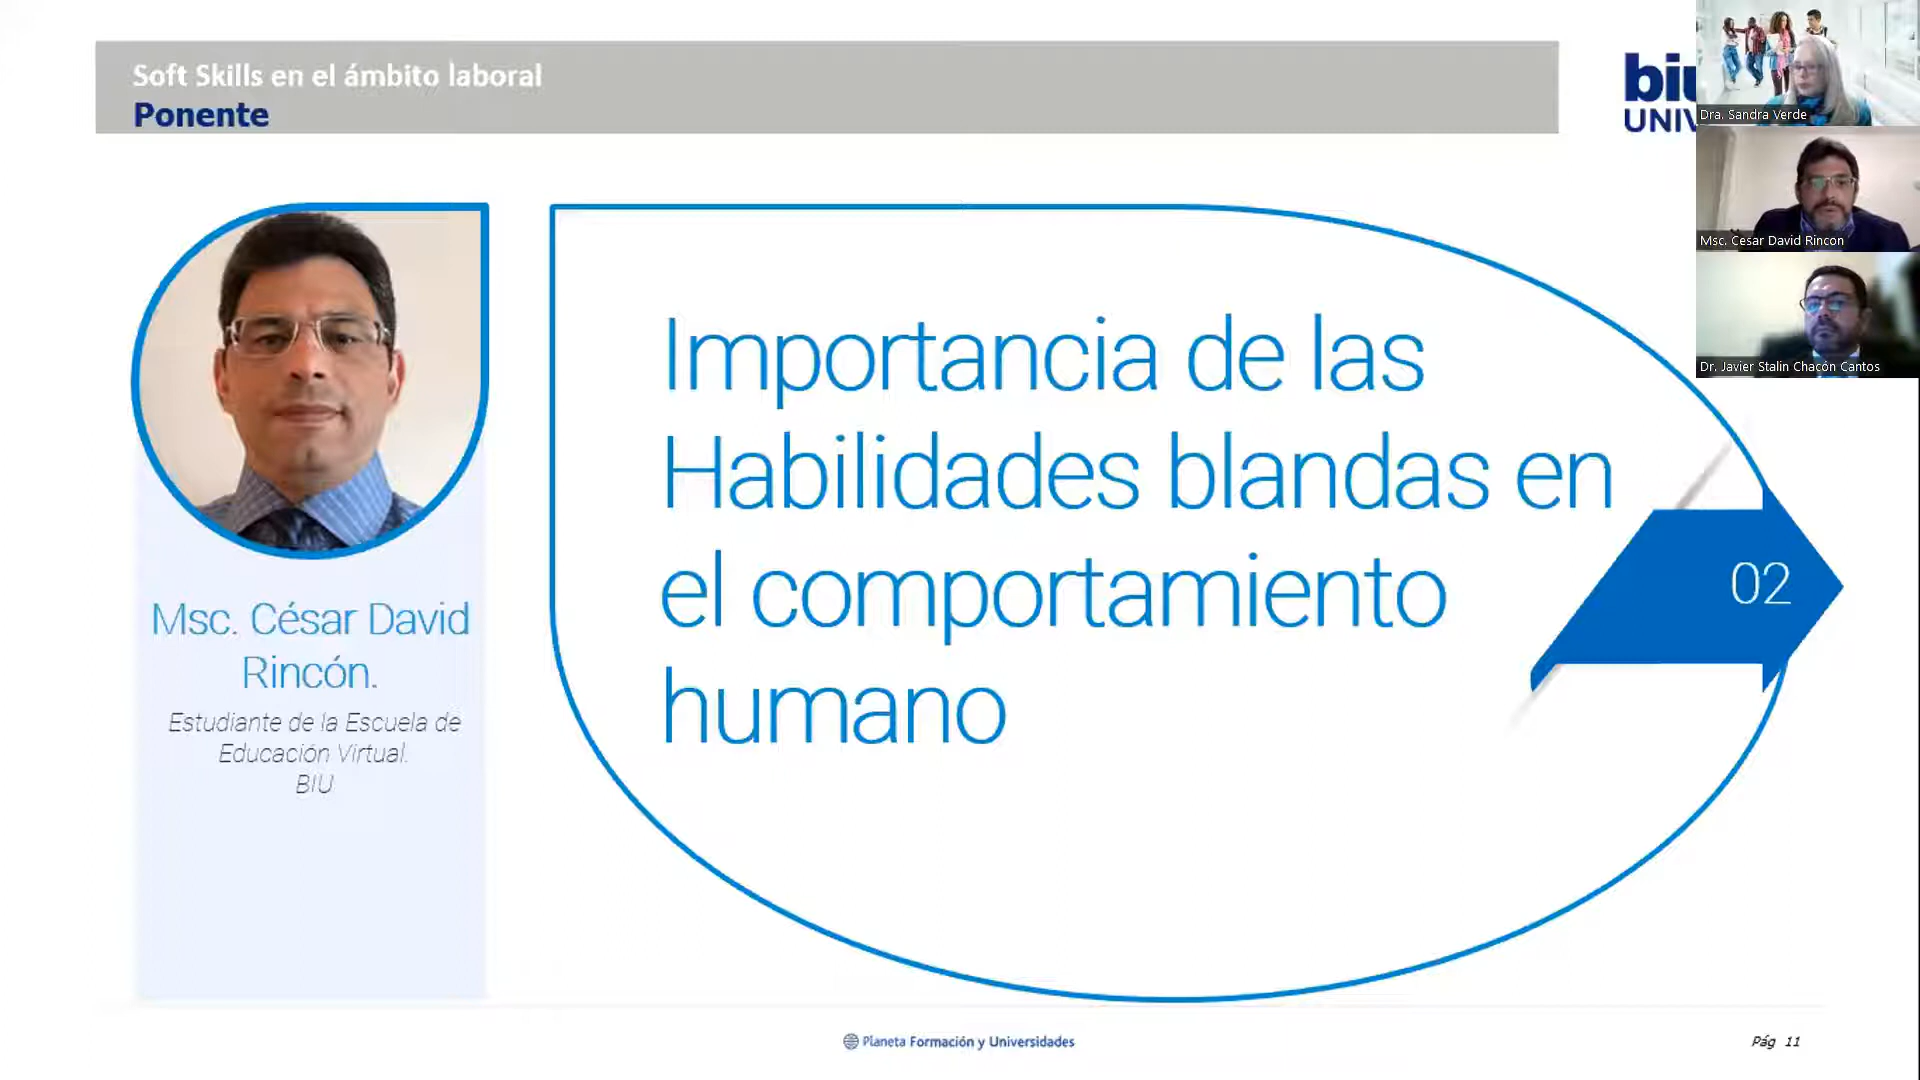 Soft Skills en el ámbito laboral
Ponente
Dra. Sandra Verde
Msc. Cesar David Rincon
Dr. Javier Stalin Chacón Cantos
Importancia de las
Habilidades blandas en
el comportamiento
humano
02
Msc. César David
Rincón.
Estudiante de la Escuela de
Educación Virtual.
BIU
Planeta Formación y Universidades
Pág 11